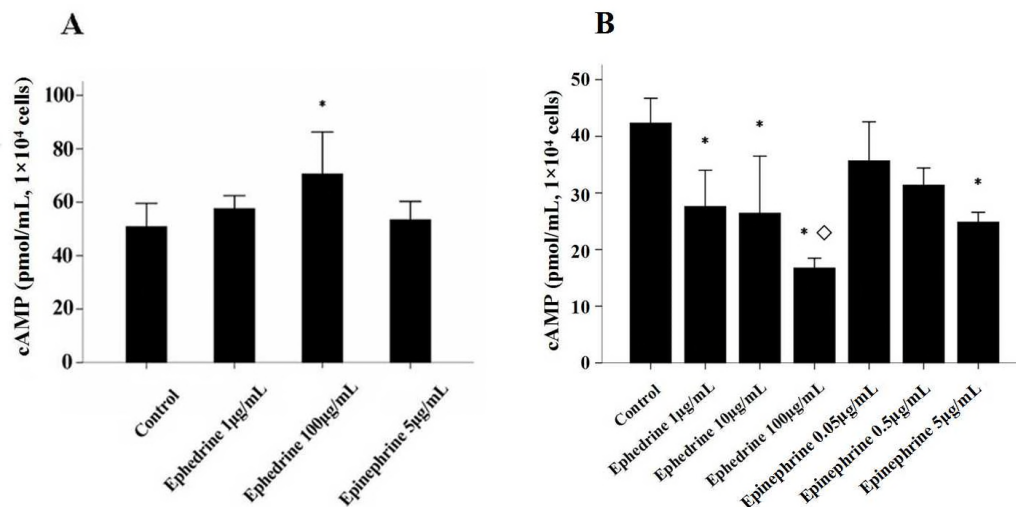 A
cAMP (pmol/mL, 1×10⁴ cells)
100
80
60
40
20
0
*
Control
Ephedrine 1μg/mL
Ephedrine 100μg/mL
Epinephrine 5μg/mL
B
cAMP (pmol/mL, 1×10⁴ cells)
50
40
30
20
10
0
*
*
* ◇
*
Control
Ephedrine 1μg/mL
Ephedrine 10μg/mL
Ephedrine 100μg/mL
Epinephrine 0.05μg/mL
Epinephrine 0.5μg/mL
Epinephrine 5μg/mL